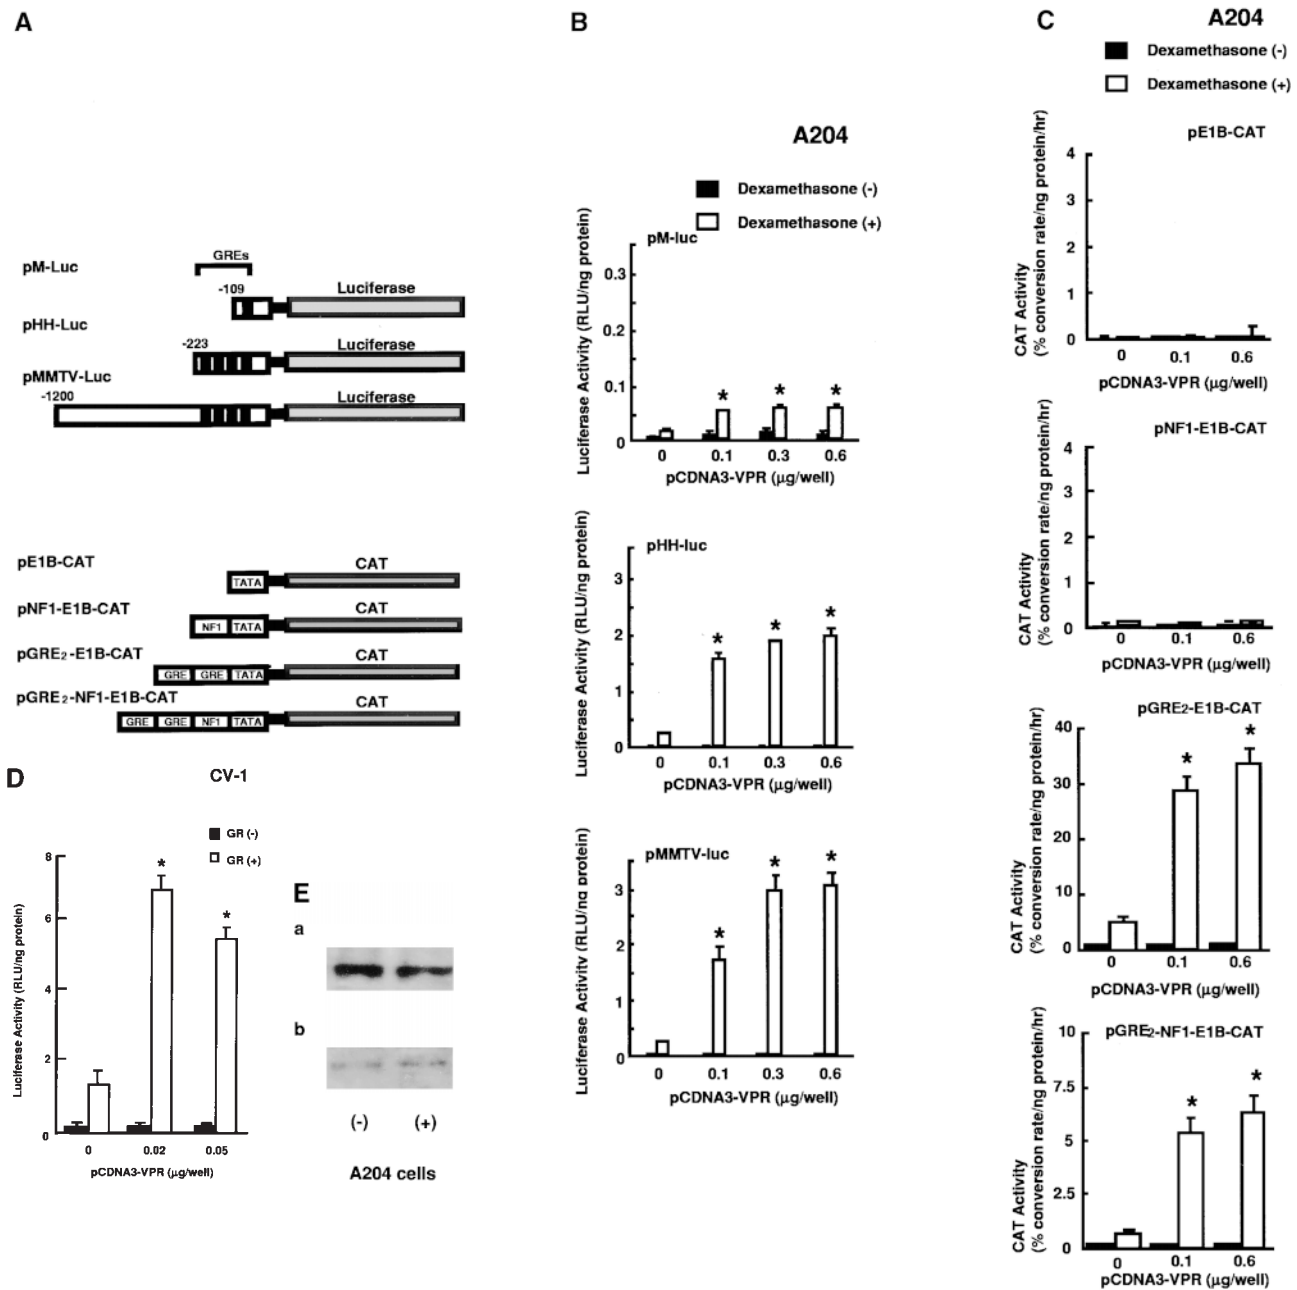 A
pM-Luc
GREs
-109
Luciferase
pHH-Luc
-223
Luciferase
pMMTV-Luc
-1200
Luciferase
pE1B-CAT
CAT
TATA
pNF1-E1B-CAT
CAT
NF1 TATA
pGRE2-E1B-CAT
CAT
GRE GRE TATA
pGRE2-NF1-E1B-CAT
CAT
GRE GRE NF1 TATA
B
A204
Dexamethasone (-)
Dexamethasone (+)
pM-luc
Luciferase Activity (RLU/ng protein)
0.3
0.2
0.1
0
* * *
0 0.1 0.3 0.6
pCDNA3-VPR (µg/well)
pHH-luc
Luciferase Activity (RLU/ng protein)
3
2
1
0
* * *
0 0.1 0.3 0.6
pCDNA3-VPR (µg/well)
pMMTV-luc
Luciferase Activity (RLU/ng protein)
3
2
1
0
* * *
0 0.1 0.3 0.6
pCDNA3-VPR (µg/well)
C
A204
Dexamethasone (-)
Dexamethasone (+)
pE1B-CAT
CAT Activity
(% conversion rate/ng protein/hr)
4
3
2
1
0
0 0.1 0.6
pCDNA3-VPR (µg/well)
pNF1-E1B-CAT
CAT Activity
(% conversion rate/ng protein/hr)
4
3
2
1
0
0 0.1 0.6
pCDNA3-VPR (µg/well)
pGRE2-E1B-CAT
CAT Activity
(% conversion rate/ng protein/hr)
40
30
20
10
0
* *
0 0.1 0.6
pCDNA3-VPR (µg/well)
pGRE2-NF1-E1B-CAT
CAT Activity
(% conversion rate/ng protein/hr)
10
7.5
5
2.5
0
* *
0 0.1 0.6
pCDNA3-VPR (µg/well)
D
CV-1
GR (-)
GR (+)
Luciferase Activity (RLU/ng protein)
8
6
4
2
0
* *
0 0.02 0.05
pCDNA3-VPR (µg/well)
E
a
b
(-) (+)
A204 cells